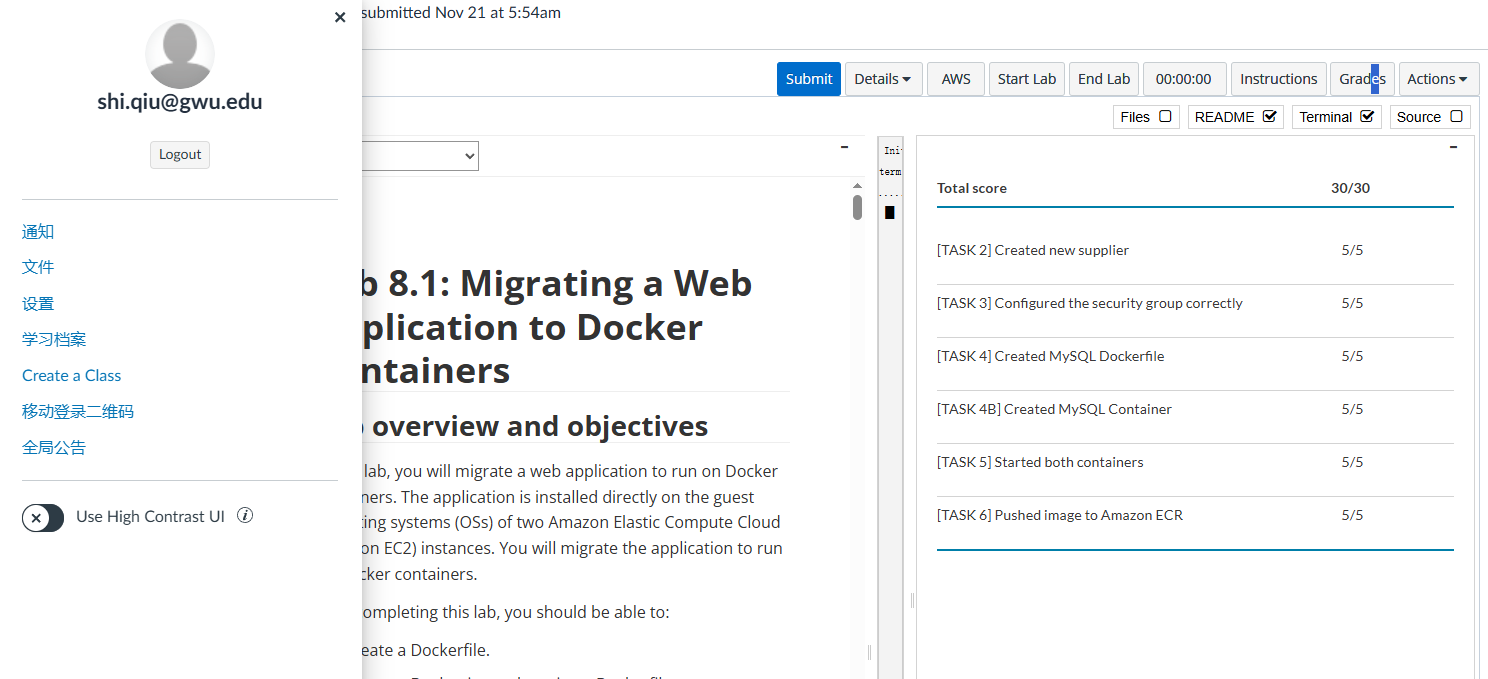 submitted Nov 21 at 5:54am
shi.qiu@gwu.edu
Logout
通知
文件
设置
学习档案
Create a Class
移动登录二维码
全局公告
Use High Contrast UI
Submit Details AWS Start Lab End Lab 00:00:00 Instructions Grades Actions
Files README Terminal Source
b 8.1: Migrating a Web
plication to Docker
ntainers
overview and objectives
lab, you will migrate a web application to run on Docker
ners. The application is installed directly on the guest
ting systems (OSs) of two Amazon Elastic Compute Cloud
on EC2) instances. You will migrate the application to run
cker containers.
ompleting this lab, you should be able to:
eate a Dockerfile.
Ini
term
.....
Total score 30/30
[TASK 2] Created new supplier 5/5
[TASK 3] Configured the security group correctly 5/5
[TASK 4] Created MySQL Dockerfile 5/5
[TASK 4B] Created MySQL Container 5/5
[TASK 5] Started both containers 5/5
[TASK 6] Pushed image to Amazon ECR 5/5